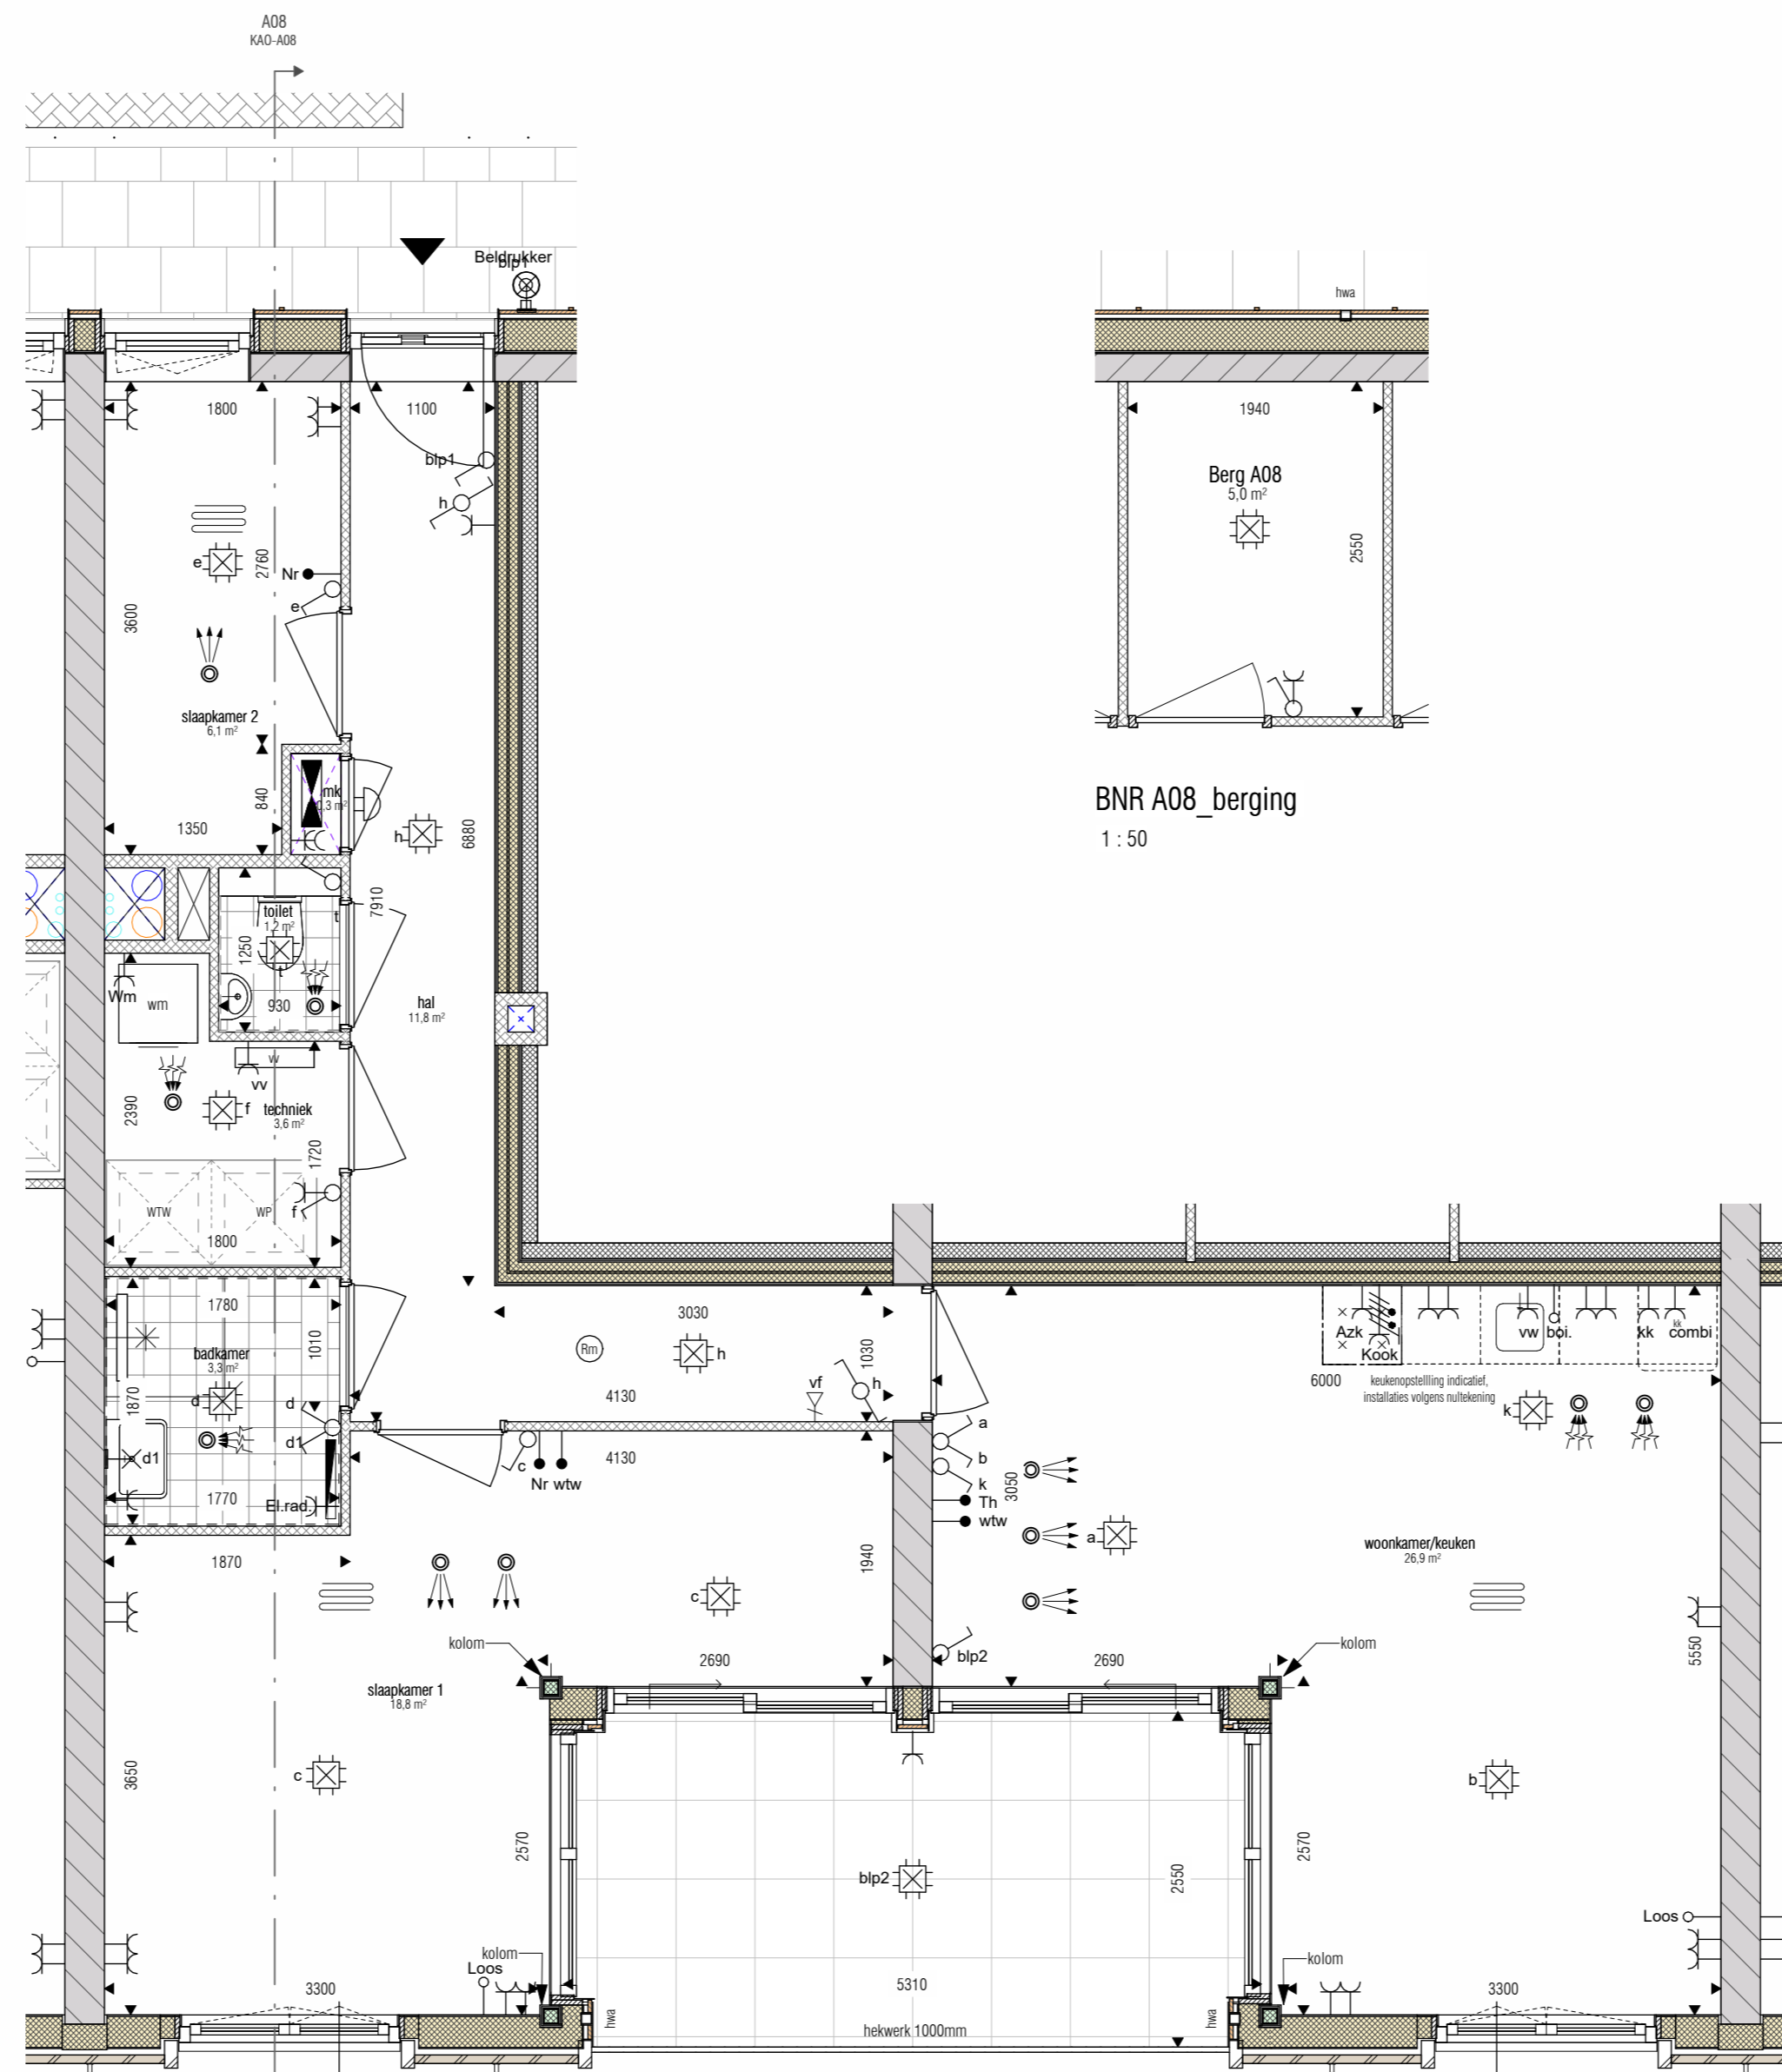 A08
KAO-A08
Beldrukker
blp1
hwa
1800
1100
1940
blp1
h
Berg A08
5,0 m²
2550
e
2760
Nr
e
3600
slaapkamer 2
6,1 m²
mk
840
1350
h
6880
BNR A08_berging
1 : 50
toilet
1,2 m²
t
7910
1250
t
930
Wm
wm
hal
11,8 m²
vv
vv
2390
f
techniek
3,6 m²
1720
WTW
WP
f
1800
1780
1010
3030
badkamer
3,3 m²
Rm
h
1030
Azk
Kook
vw
boi.
kk
kk
combi
6000
keukenopstellling indicatief,
installaties volgens nultekening
d
1870
d
4130
vf
h
k
d1
d1
a
b
k
4130
c
Nr
wtw
3050
Th
wtw
1770
El.rad.
a
woonkamer/keuken
26,9 m²
1870
1940
c
kolom
2690
blp2
2690
kolom
5550
slaapkamer 1
18,8 m²
3650
c
b
2570
blp2
2550
2570
Loos
kolom
Loos
kolom
3300
5310
3300
hwa
hekwerk 1000mm
hwa